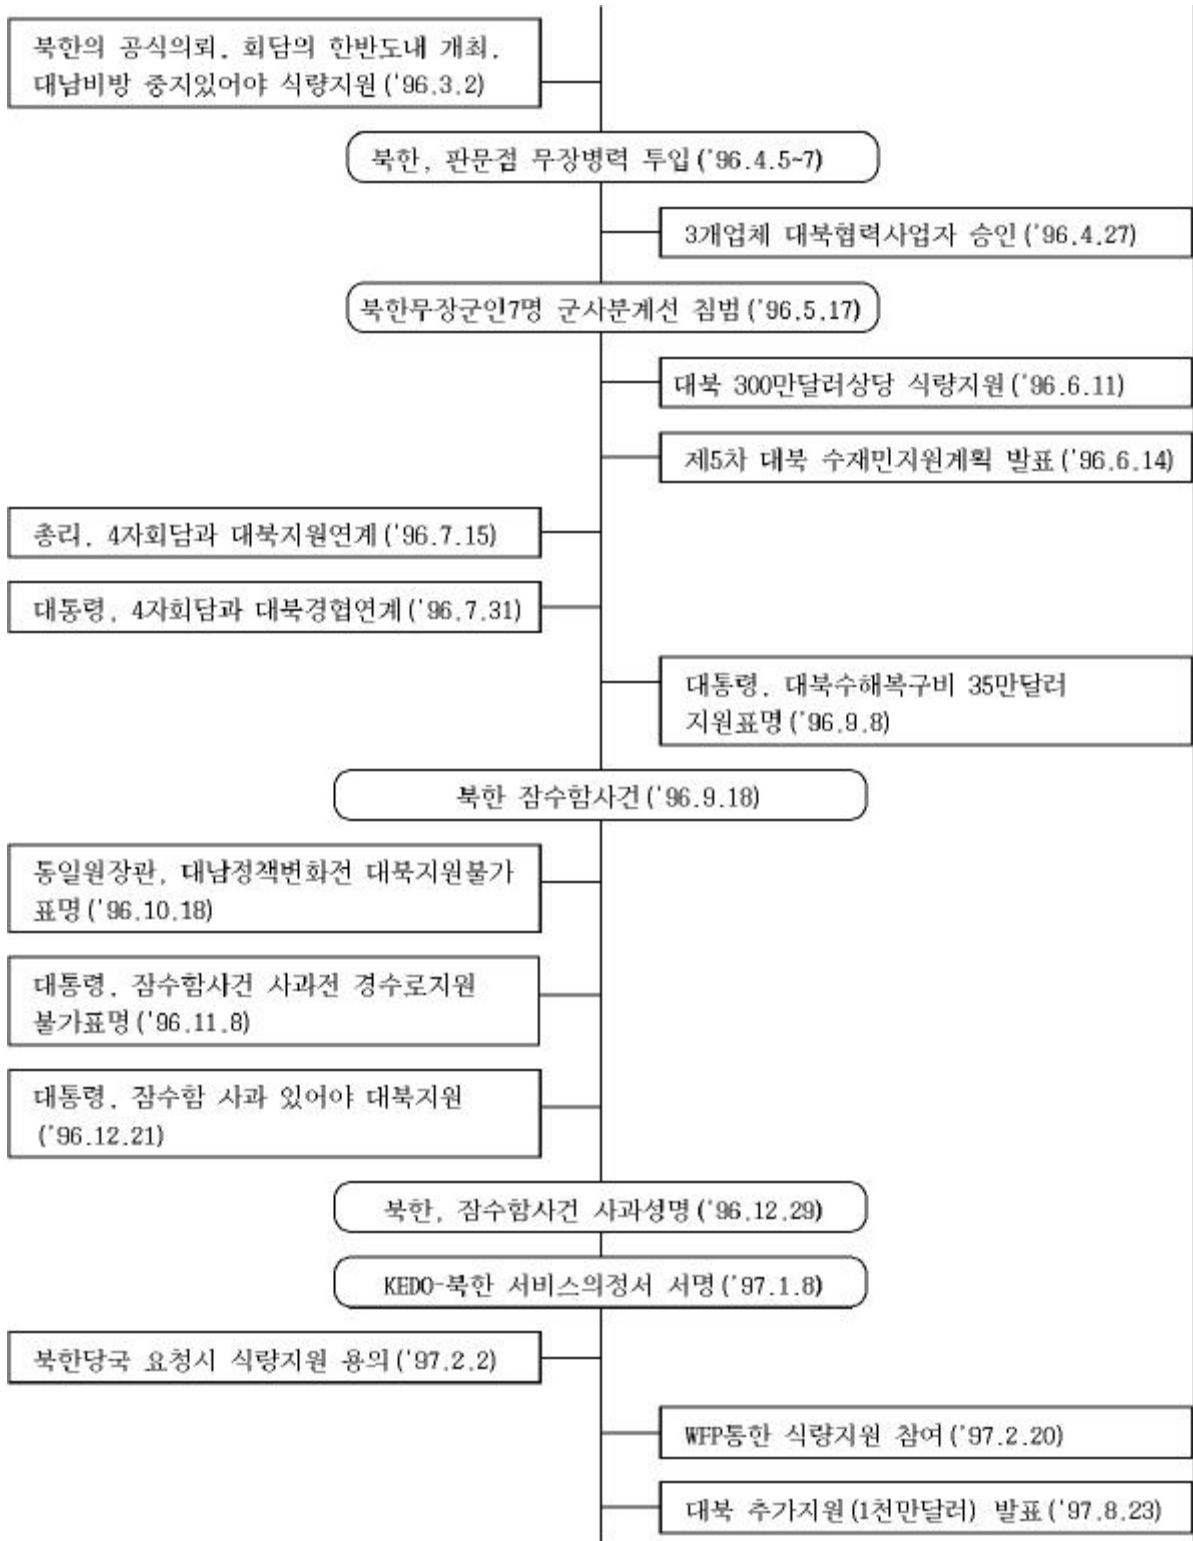 북한의 공식의뢰, 회담의 한반도내 개최,
대남비방 중지있어야 식량지원('96.3.2)
북한, 판문점 무장병력 투입('96.4.5~7)
3개업체 대북협력사업자 승인('96.4.27)
북한무장군인7명 군사분계선 침범('96.5.17)
대북 300만달러상당 식량지원('96.6.11)
제5차 대북 수재민지원계획 발표('96.6.14)
총리, 4자회담과 대북지원연계('96.7.15)
대통령, 4자회담과 대북경협연계('96.7.31)
대통령, 대북수해복구비 35만달러
지원표명('96.9.8)
북한 잠수함사건('96.9.18)
통일원장관, 대남정책변화전 대북지원불가
표명('96.10.18)
대통령, 잠수함사건 사과전 경수로지원
불가표명('96.11.8)
대통령, 잠수함 사과 있어야 대북지원
('96.12.21)
북한, 잠수함사건 사과성명('96.12.29)
KEDO-북한 서비스의정서 서명('97.1.8)
북한당국 요청시 식량지원 용의('97.2.2)
WFP통한 식량지원 참여('97.2.20)
대북 추가지원(1천만달러) 발표('97.8.23)